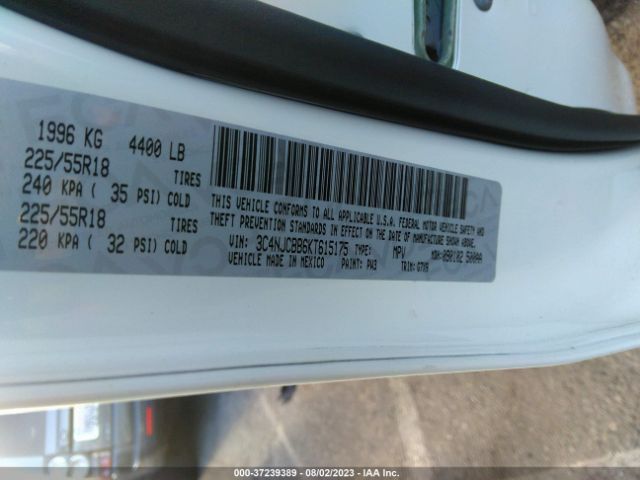 1996 KG 4400 LB
225/55R18 TIRES
240 KPA ( 35 PSI) COLD
225/55R18 TIRES
220 KPA ( 32 PSI) COLD
THIS VEHICLE CONFORMS TO ALL APPLICABLE U.S.A. FEDERAL MOTOR VEHICLE SAFETY AND
THEFT PREVENTION STANDARDS IN EFFECT ON THE DATE OF MANUFACTURE SHOWN ABOVE.
VIN: 3C4NJCBB6KT615175 TYPE: MPV MDH:
VEHICLE MADE IN MEXICO PAINT: PW3 TRIM:
000-37239389 - 08/02/2023 - IAA Inc.